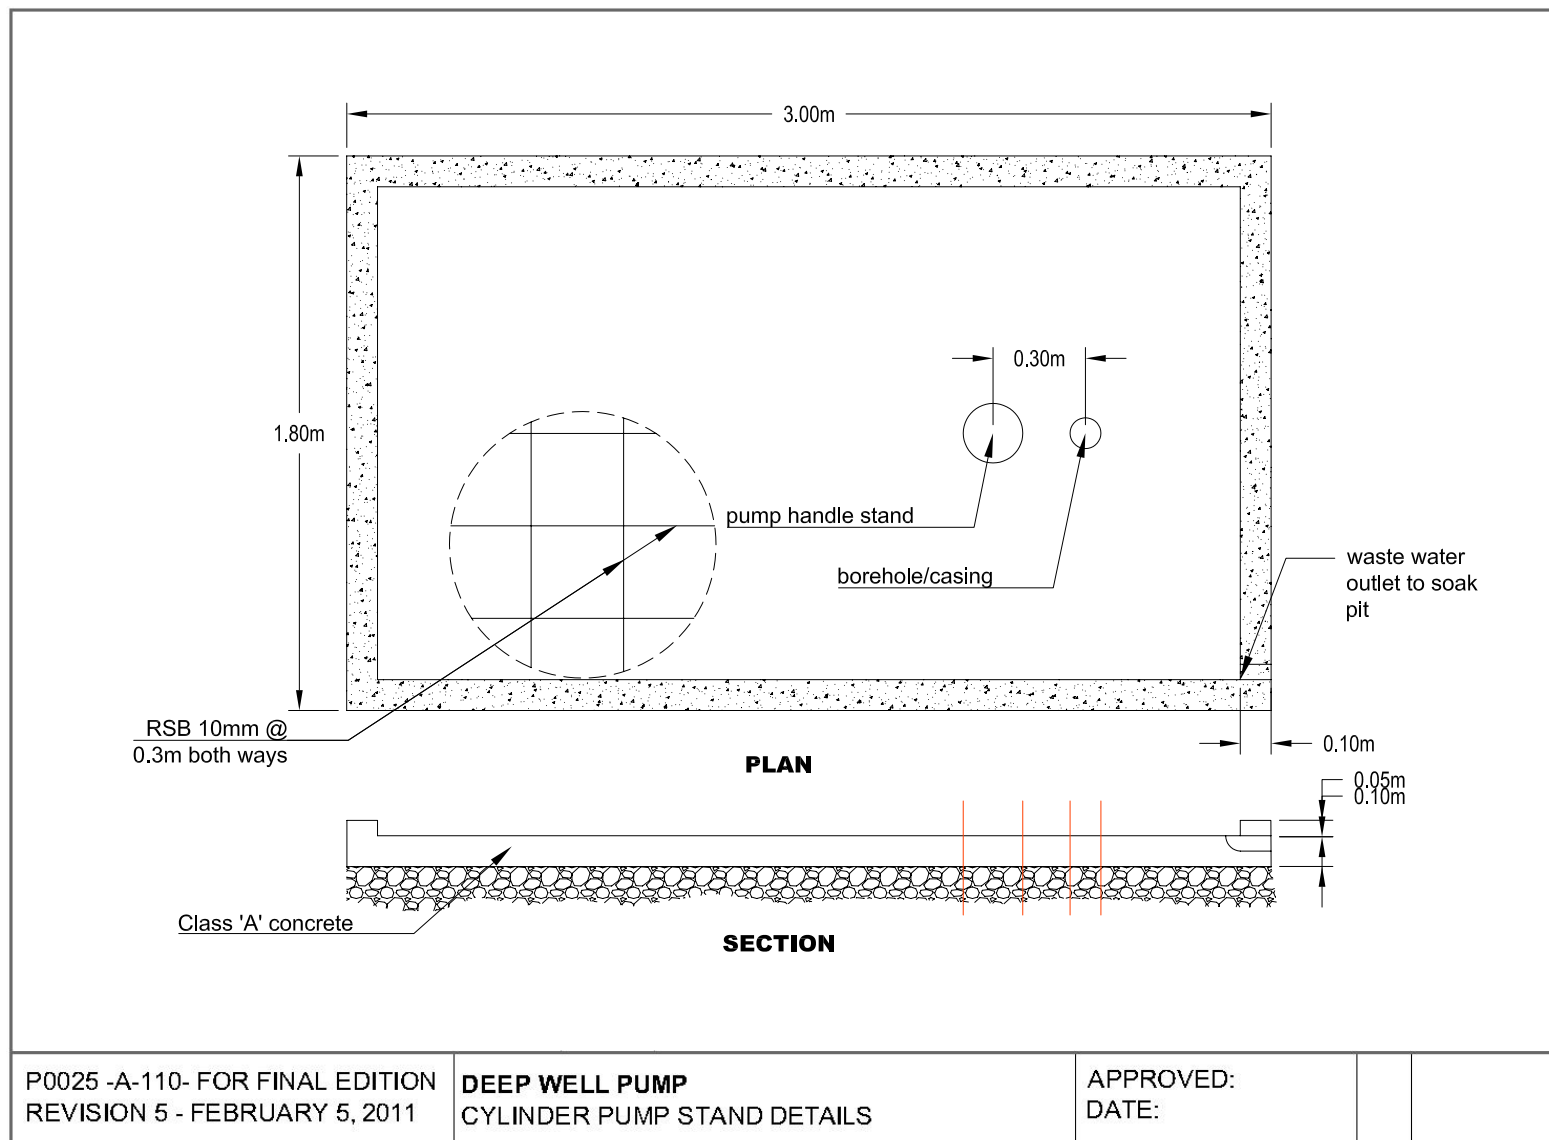 3.00m
0.30m
1.80m
pump handle stand
borehole/casing
waste water
outlet to soak
pit
RSB 10mm @
0.3m both ways
0.10m
PLAN
0.05m
0.10m
Class 'A' concrete
SECTION
P0025 -A-110- FOR FINAL EDITION
REVISION 5 - FEBRUARY 5, 2011
DEEP WELL PUMP
CYLINDER PUMP STAND DETAILS
APPROVED:
DATE: